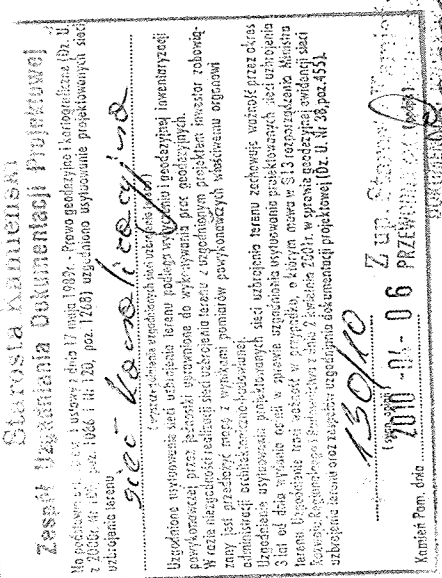 Starosta Kamieński
Zespół Uzgadniania Dokumentacji Projektowej
Na podstawie ustawy z dnia 17 maja 1989r. Prawo geodezyjne i kartograficzne (Dz. U.
z 2000r. Nr 100, poz. 1086 i Nr 120, poz. 1268) uzgodniono usytuowanie projektowanych sieci
uzbrojenia terenu
sieć kanalizacyjna
Uzgodnione usytuowanie sieci uzbrojenia terenu podlega wytyczeniu i geodezyjnej inwentaryzacji
powykonawczej przez jednostki uprawnione do wykonywania prac geodezyjnych.
W razie niezgodności realizacji sieci uzbrojenia terenu z uzgodnionym projektem inwestor zobowią-
zany jest przedłożyć mapę z wynikami pomiarów powykonawczych właściwemu organowi
administracji architektoniczno-budowlanej.
Uzgodnienie usytuowania projektowanych sieci uzbrojenia terenu zachowuje ważność przez okres
3 lat od dnia wydania opinii w sprawie uzgodnienia usytuowania projektowanych sieci uzbrojenia
terenu. Uzgodnienie traci ważność w przypadku, o którym mowa w § 13 rozporządzenia Ministra
Rozwoju Regionalnego i Budownictwa z dnia 2 kwietnia 2001r. w sprawie geodezyjnej ewidencji sieci
uzbrojenia terenu oraz zespołów uzgadniania dokumentacji projektowej (Dz. U. Nr 38, poz. 455).
130/10
2010 -04- 06
Z up. Starosty
Kamień Pom. dnia
PRZEWODNICZĄCY
(podpis)